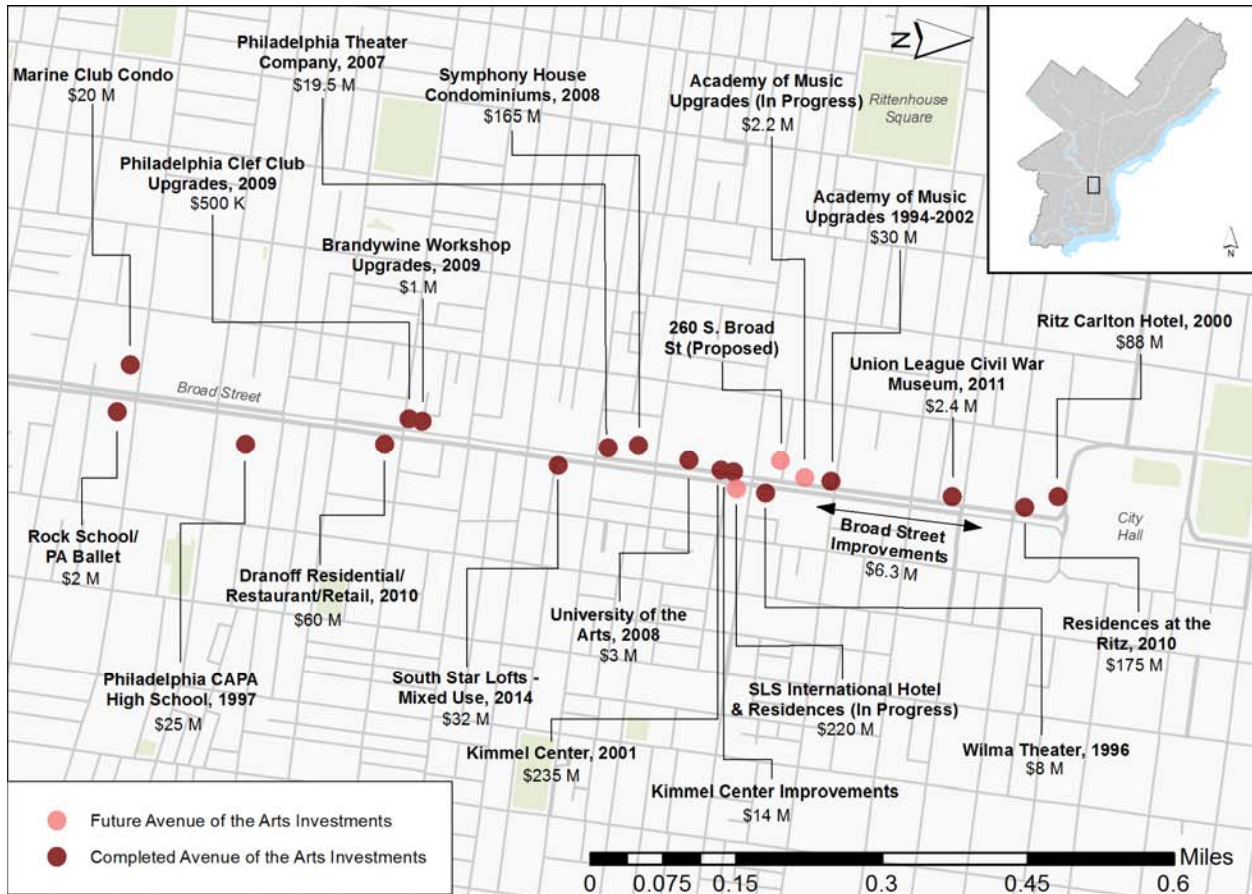 Marine Club Condo
$20 M
Philadelphia Theater
Company, 2007
$19.5 M
Symphony House
Condominiums, 2008
$165 M
Academy of Music
Upgrades (In Progress)
$2.2 M
N
Rittenhouse
Square
Philadelphia Clef Club
Upgrades, 2009
$500 K
Brandywine Workshop
Upgrades, 2009
$1 M
Academy of Music
Upgrades 1994-2002
$30 M
N
260 S. Broad
St (Proposed)
Union League Civil War
Museum, 2011
$2.4 M
Ritz Carlton Hotel, 2000
$88 M
Broad Street
City
Hall
Broad Street
Improvements
$6.3 M
Rock School/
PA Ballet
$2 M
Philadelphia CAPA
High School, 1997
$25 M
Dranoff Residential/
Restaurant/Retail, 2010
$60 M
South Star Lofts -
Mixed Use, 2014
$32 M
University of the
Arts, 2008
$3 M
Kimmel Center, 2001
$235 M
SLS International Hotel
& Residences (In Progress)
$220 M
Kimmel Center Improvements
$14 M
Residences at the
Ritz, 2010
$175 M
Wilma Theater, 1996
$8 M
Future Avenue of the Arts Investments
Completed Avenue of the Arts Investments
Miles
0 0.075 0.15 0.3 0.45 0.6